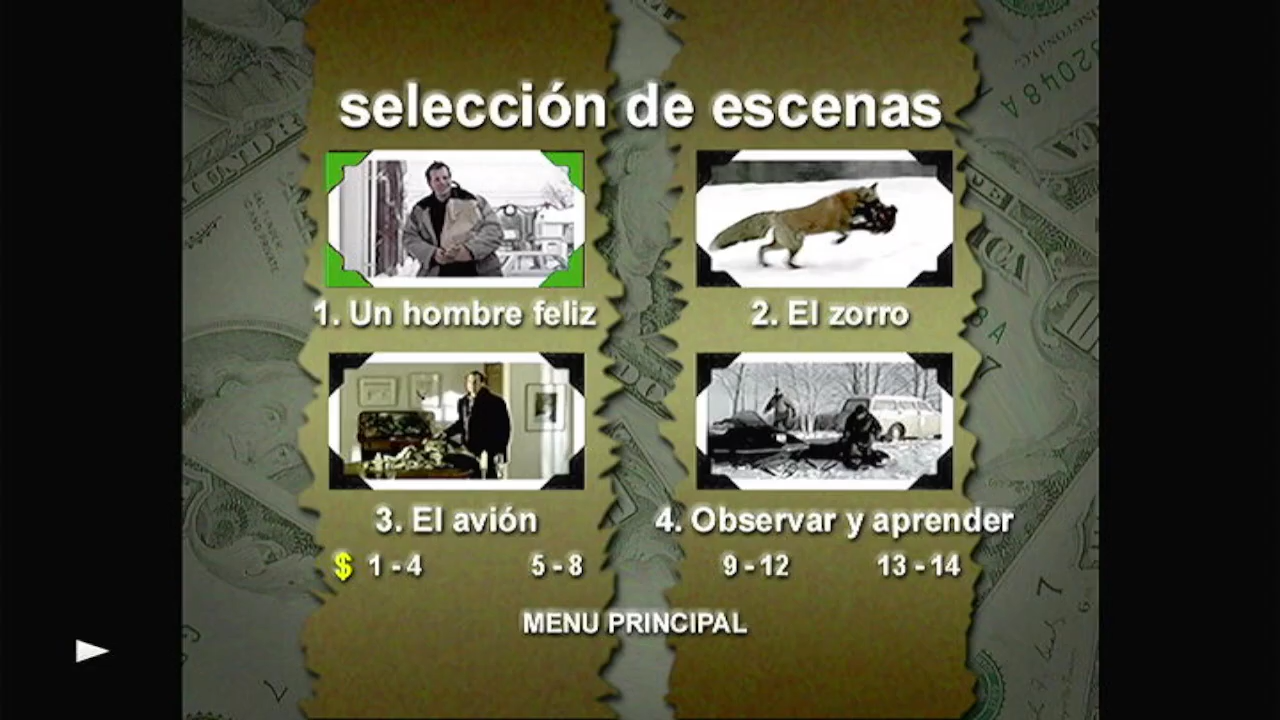 selección de escenas
1. Un hombre feliz
2. El zorro
3. El avión
4. Observar y aprender
$ 1 - 4 5 - 8 9 - 12 13 - 14
MENU PRINCIPAL